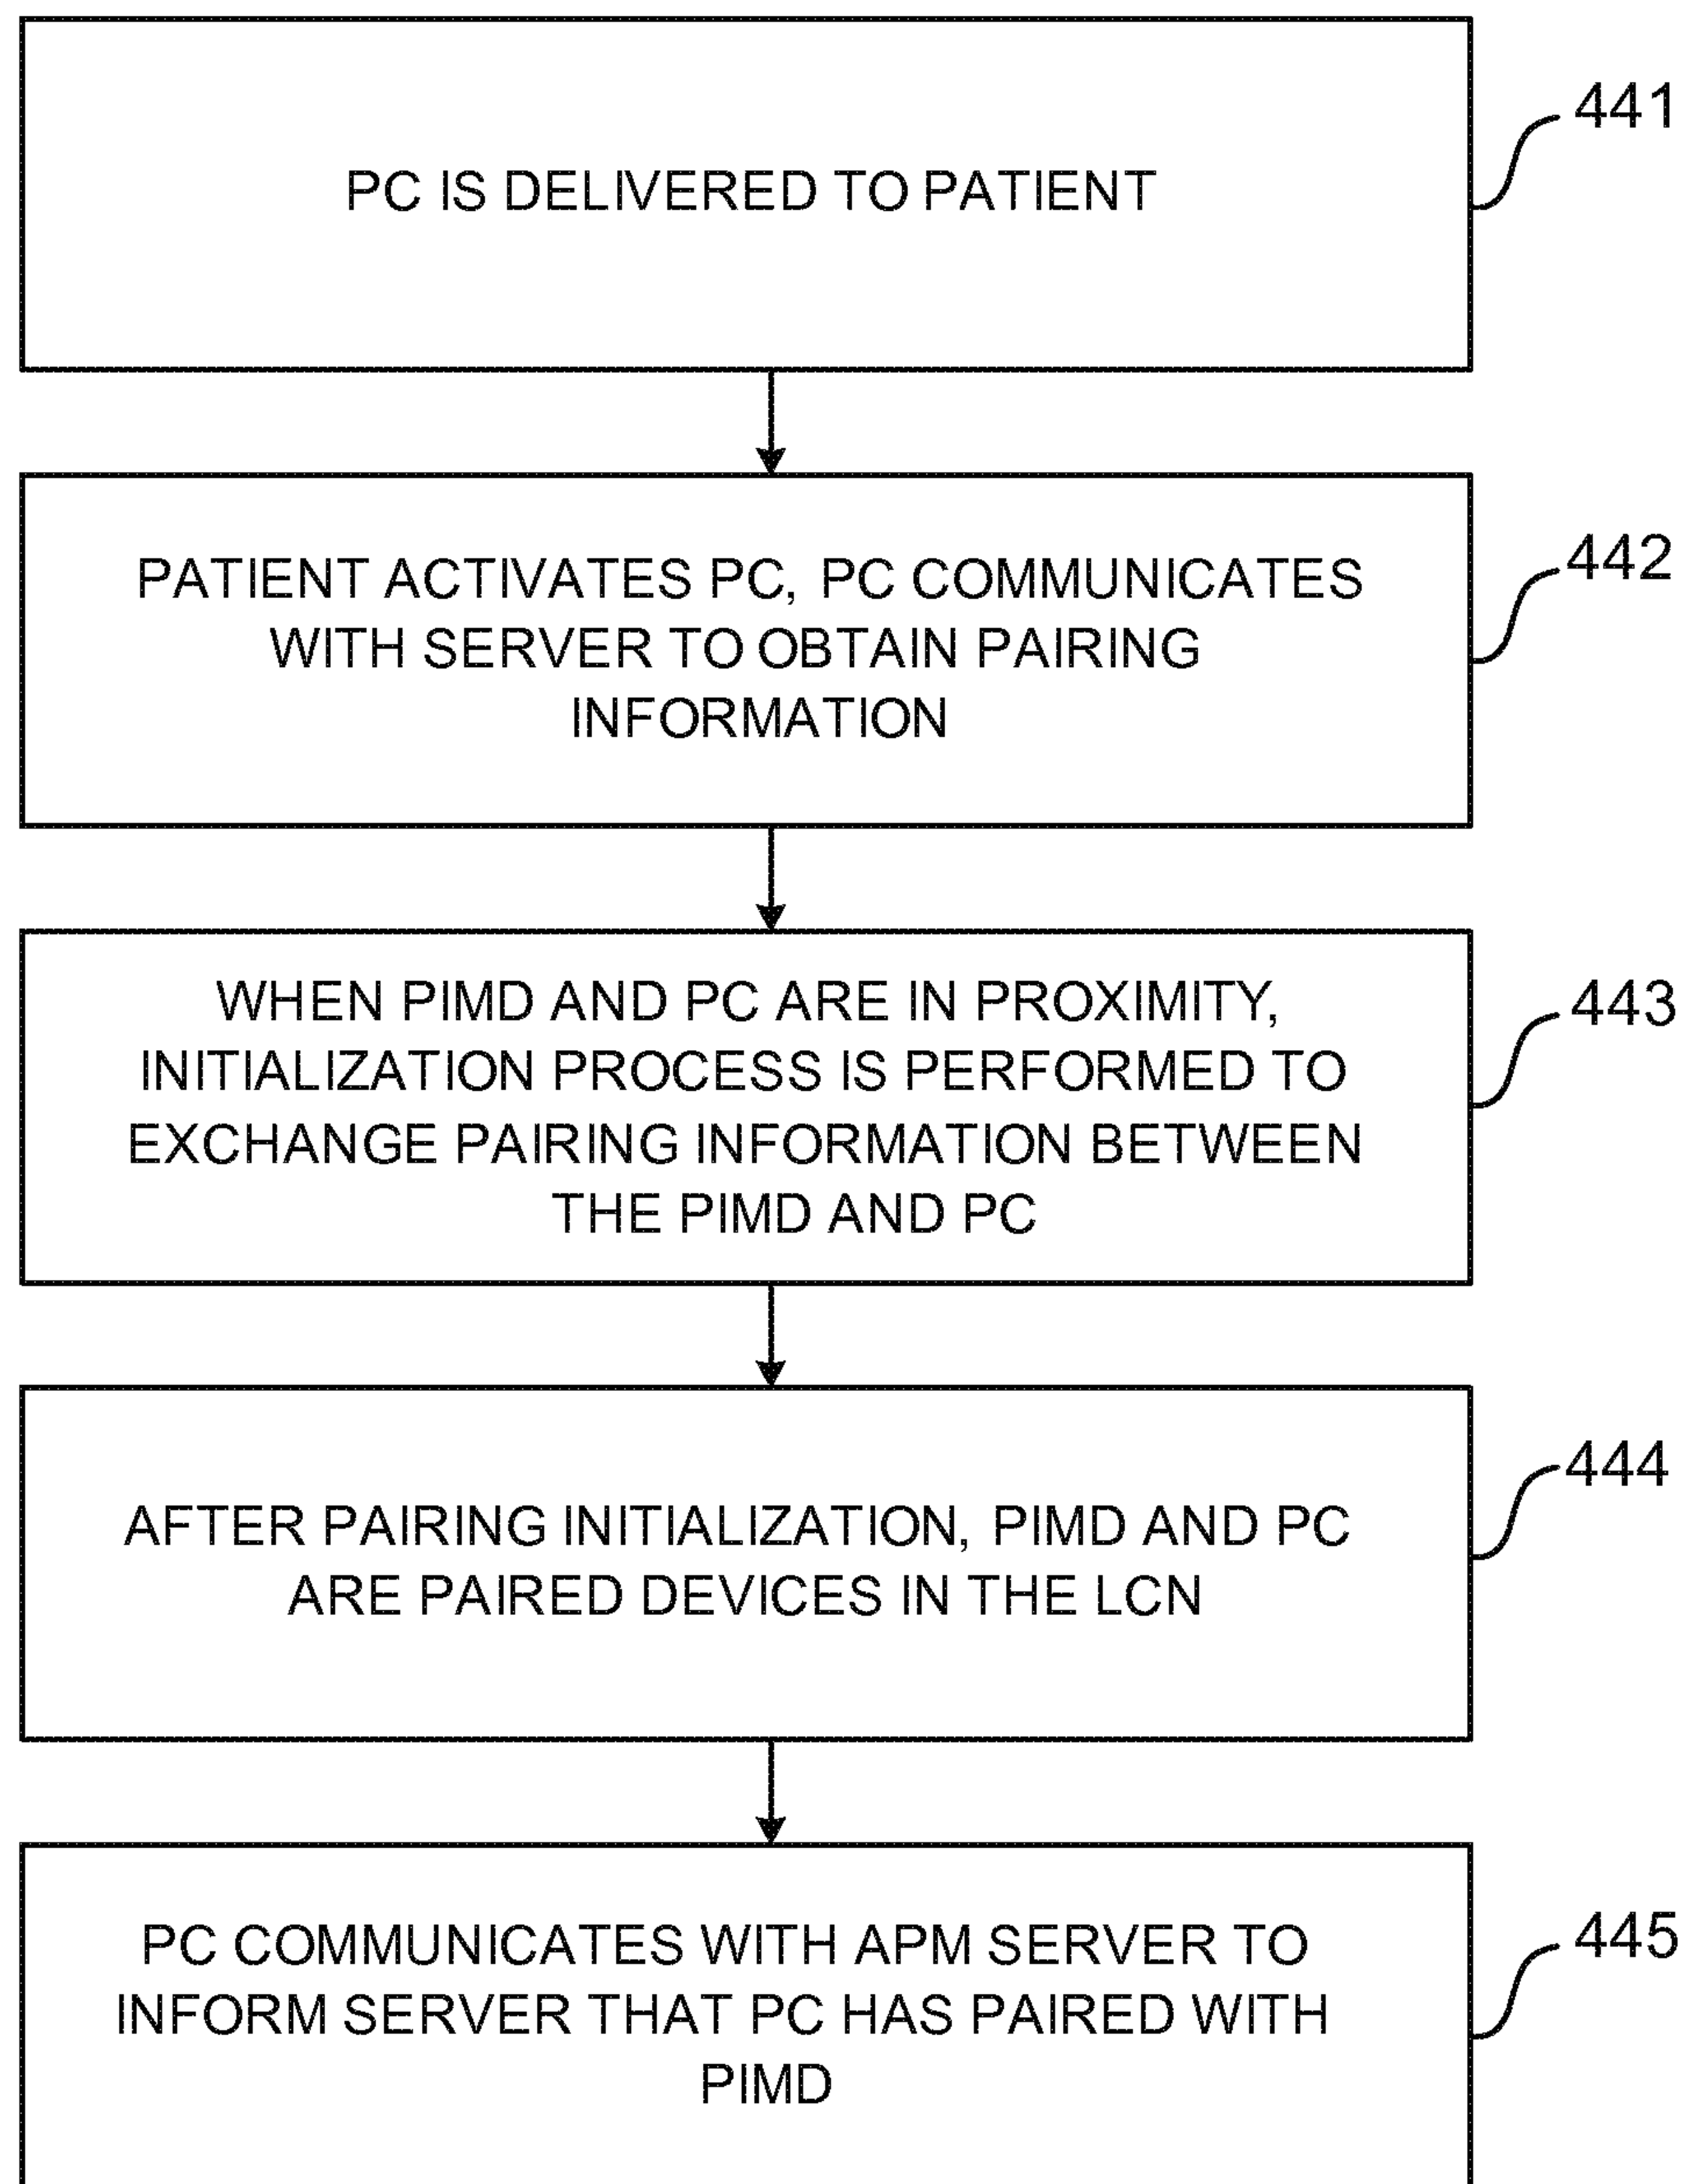 PC IS DELIVERED TO PATIENT
441
PATIENT ACTIVATES PC, PC COMMUNICATES
WITH SERVER TO OBTAIN PAIRING
INFORMATION
442
WHEN PIMD AND PC ARE IN PROXIMITY,
INITIALIZATION PROCESS IS PERFORMED TO
EXCHANGE PAIRING INFORMATION BETWEEN
THE PIMD AND PC
443
AFTER PAIRING INITIALIZATION, PIMD AND PC
ARE PAIRED DEVICES IN THE LCN
444
PC COMMUNICATES WITH APM SERVER TO
INFORM SERVER THAT PC HAS PAIRED WITH
PIMD
445